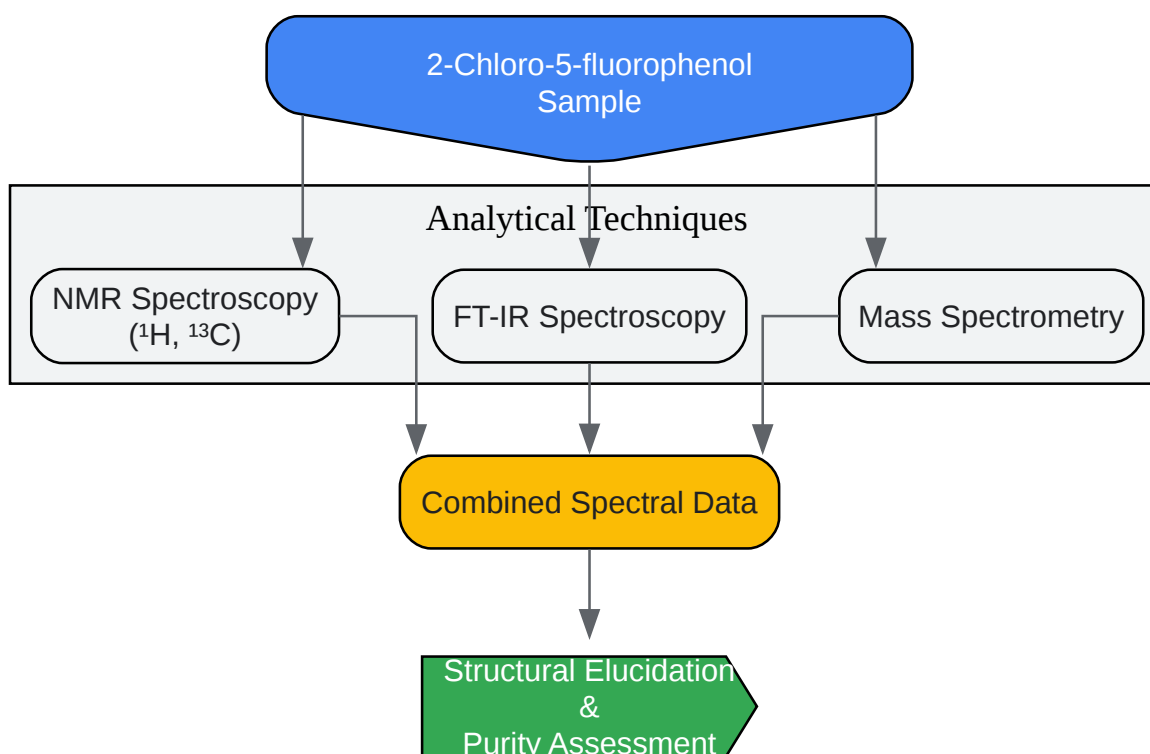 2-Chloro-5-fluorophenol
Sample
Analytical Techniques
NMR Spectroscopy
(¹H, ¹³C)
FT-IR Spectroscopy
Mass Spectrometry
Combined Spectral Data
Structural Elucidation
&
Purity Assessment